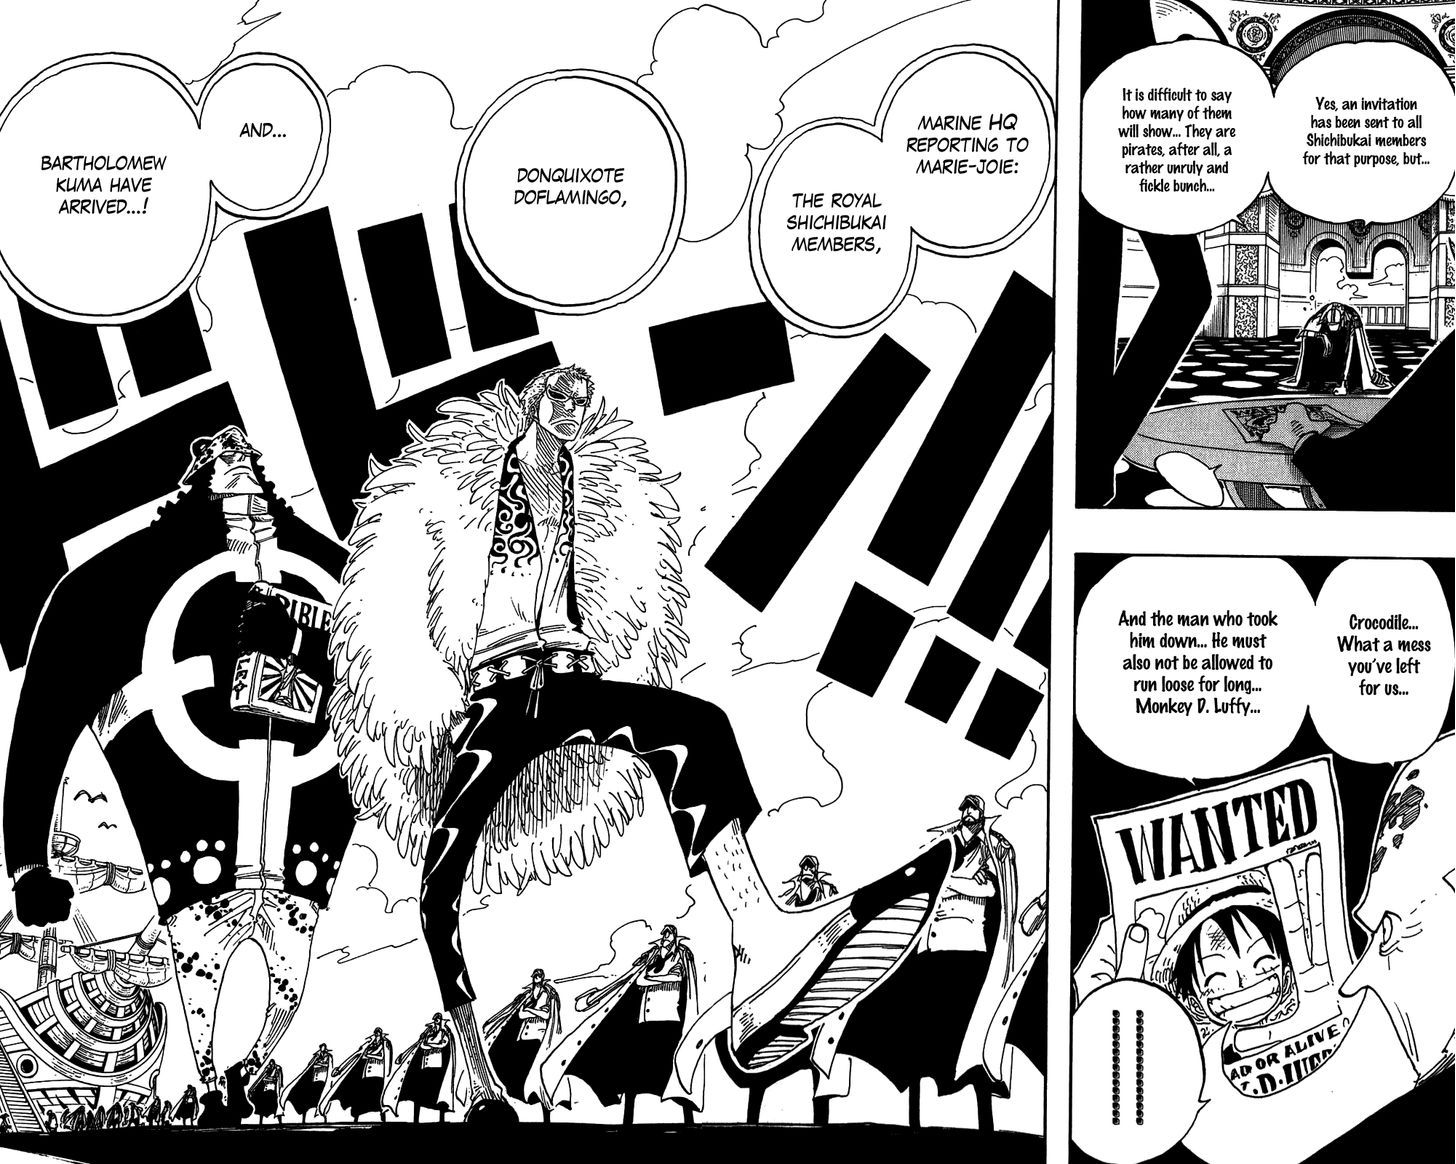 Yes, an invitation
has been sent to all
Shichibukai members
for that purpose, but...
It is difficult to say
how many of them
will show... They are
pirates, after all, a
rather unruly and
fickle bunch...
Crocodile...
What a mess
you've left
for us...
And the man who took
him down... He must
also not be allowed to
run loose for long...
Monkey D. Luffy...
WANTED
OR ALIVE
MARINE HQ
REPORTING TO
MARIE-JOIE:
THE ROYAL
SHICHIBUKAI
MEMBERS,
DONQUIXOTE
DOFLAMINGO,
AND...
BARTHOLOMEW
KUMA HAVE
ARRIVED...!
BIBLE